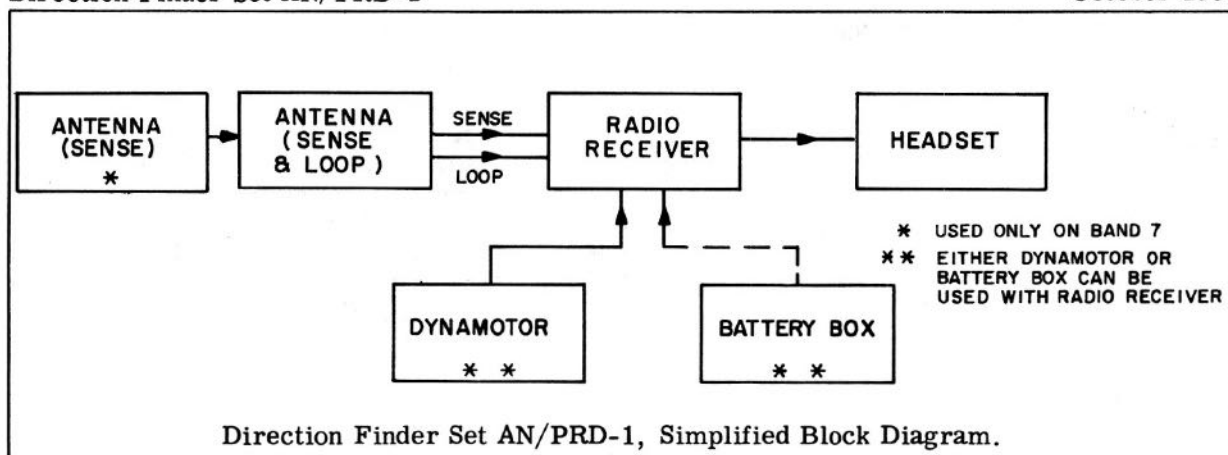 ANTENNA
(SENSE)
*
ANTENNA
(SENSE
& LOOP)
SENSE
LOOP
RADIO
RECEIVER
HEADSET
* USED ONLY ON BAND 7
** EITHER DYNAMOTOR OR
BATTERY BOX CAN BE
USED WITH RADIO RECEIVER
DYNAMOTOR
* *
BATTERY BOX
* *
Direction Finder Set AN/PRD-1, Simplified Block Diagram.